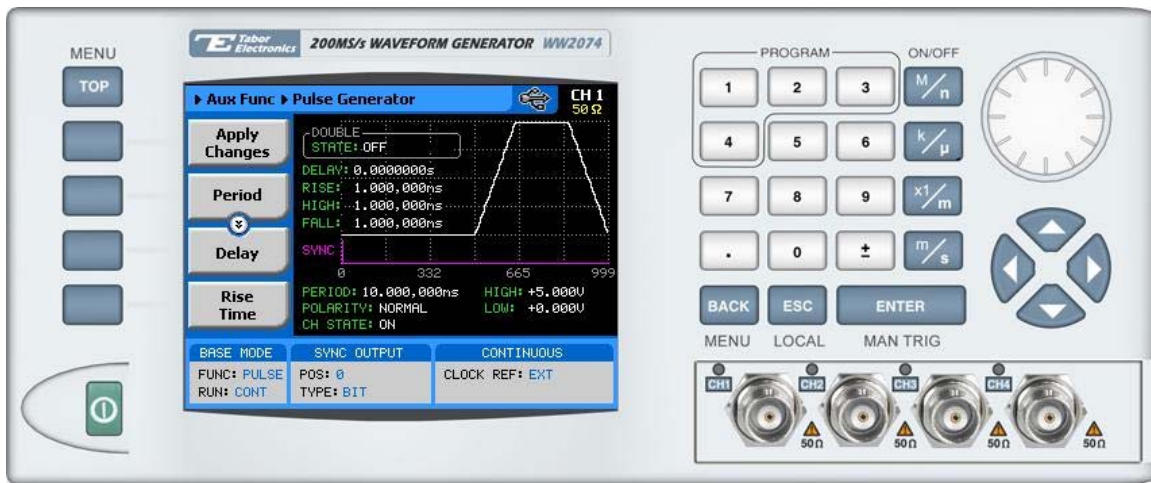 MENU
TOP
Tabor Electronics 200MS/s WAVEFORM GENERATOR WW2074
Aux Func Pulse Generator CH 1
50 Ω
Apply Changes
Period
Delay
Rise Time
DOUBLE
STATE: OFF
DELAY: 0.0000000s
RISE: 1.000,000ms
HIGH: 1.000,000ms
FALL: 1.000,000ms
SYNC
0 332 665 999
PERIOD: 10.000,000ms HIGH: +5.000V
POLARITY: NORMAL LOW: +0.000V
CH STATE: ON
BASE MODE SYNC OUTPUT CONTINUOUS
FUNC: PULSE POS: 0 CLOCK REF: EXT
RUN: CONT TYPE: BIT
PROGRAM ON/OFF
1 2 3 M/n
4 5 6 k/µ
7 8 9 x1/m
. 0 ± m/s
BACK ESC ENTER
MENU LOCAL MAN TRIG
CH1 CH2 CH3 CH4
50Ω 50Ω 50Ω 50Ω